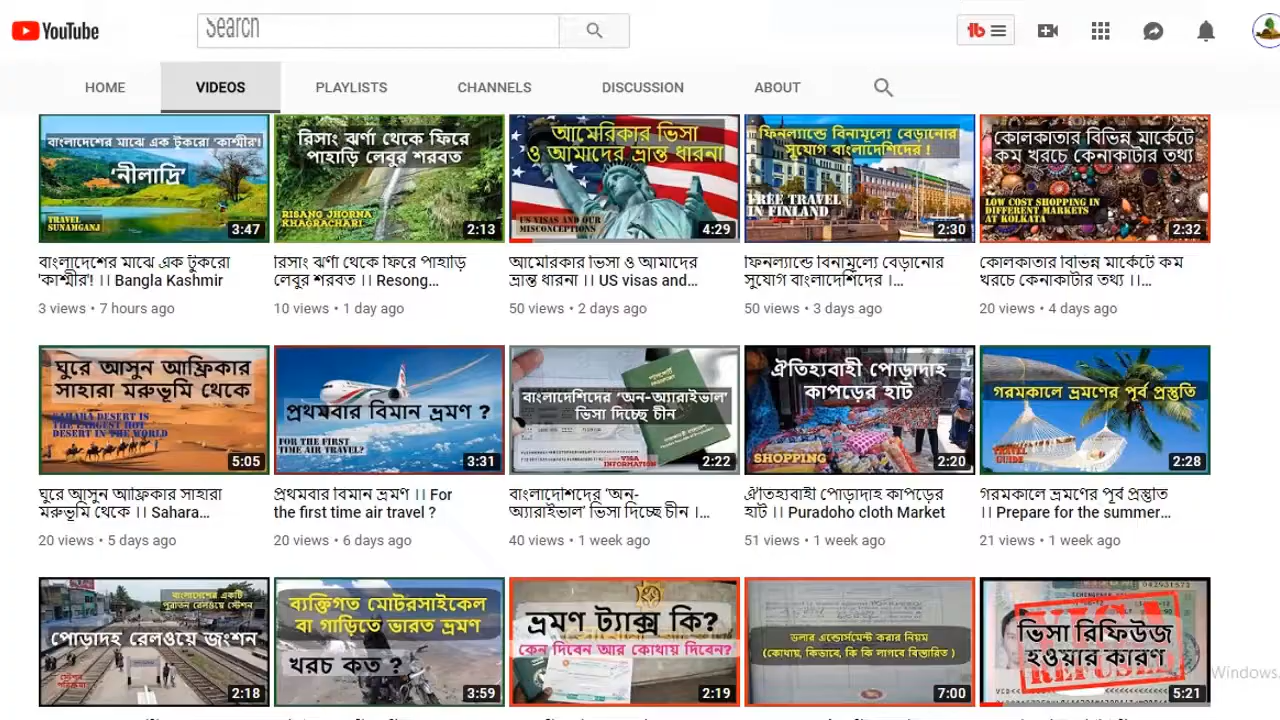 YouTube
Search
HOME
VIDEOS
PLAYLISTS
CHANNELS
DISCUSSION
ABOUT
বাংলাদেশের মাঝে এক টুকরো 'কাশ্মীর'!
'নীলাদ্রি'
TRAVEL
SUNAMGANJ
3:47
রিসাং ঝর্ণা থেকে ফিরে
পাহাড়ি লেবুর শরবত
RISANG JHORNA
KHAGRACHARI
2:13
আমেরিকার ভিসা
ও আমাদের ভ্রান্ত ধারনা
US VISAS AND OUR
MISCONCEPTIONS
4:29
ফিনল্যান্ডে বিনামূল্যে বেড়ানোর
সুযোগ বাংলাদেশিদের !
FREE TRAVEL
IN FINLAND
2:30
কোলকাতার বিভিন্ন মার্কেটে
কম খরচে কেনাকাটার তথ্য
LOW COST SHOPPING IN
DIFFERENT MARKETS
AT KOLKATA
2:32
বাংলাদেশের মাঝে এক টুকরো
'কাশ্মীর'! ।। Bangla Kashmir
3 views • 7 hours ago
রিসাং ঝর্ণা থেকে ফিরে পাহাড়ি
লেবুর শরবত ।। Resong...
10 views • 1 day ago
আমেরিকার ভিসা ও আমাদের
ভ্রান্ত ধারনা ।। US visas and...
50 views • 2 days ago
ফিনল্যান্ডে বিনামূল্যে বেড়ানোর
সুযোগ বাংলাদেশিদের ।...
50 views • 3 days ago
কোলকাতার বিভিন্ন মার্কেটে কম
খরচে কেনাকাটার তথ্য ।।...
20 views • 4 days ago
ঘুরে আসুন আফ্রিকার
সাহারা মরুভূমি থেকে
SAHARA DESERT IS
THE LARGEST HOT
DESERT IN THE WORLD
5:05
প্রথমবার বিমান ভ্রমণ ?
FOR THE FIRST
TIME AIR TRAVEL?
3:31
বাংলাদেশিদের 'অন-অ্যারাইভাল'
ভিসা দিচ্ছে চীন
VISA
INFORMATION
2:22
ঐতিহ্যবাহী পোড়াদাহ
কাপড়ের হাট
SHOPPING
2:20
গরমকালে ভ্রমণের পূর্ব প্রস্তুতি
TRAVEL
GUIDE
2:28
ঘুরে আসুন আফ্রিকার সাহারা
মরুভূমি থেকে ।। Sahara...
20 views • 5 days ago
প্রথমবার বিমান ভ্রমণ ।। For
the first time air travel ?
20 views • 6 days ago
বাংলাদেশিদের 'অন-
অ্যারাইভাল' ভিসা দিচ্ছে চীন ।...
40 views • 1 week ago
ঐতিহ্যবাহী পোড়াদাহ কাপড়ের
হাট ।। Puradoho cloth Market
51 views • 1 week ago
গরমকালে ভ্রমণের পূর্ব প্রস্তুতি
।। Prepare for the summer...
21 views • 1 week ago
বাংলাদেশের একটি
পুরাতন রেলওয়ে স্টেশন
পোড়াদহ রেলওয়ে জংশন
2:18
ব্যক্তিগত মোটরসাইকেল
বা গাড়িতে ভারত ভ্রমণ
খরচ কত ?
3:59
ভ্রমণ ট্যাক্স কি?
কেন দিবেন আর কোথায় দিবেন?
2:19
ডলার এন্ডোর্সমেন্ট করার নিয়ম
(কোথায়, কিভাবে, কি কি লাগবে বিস্তারিত )
7:00
ভিসা রিফিউজ
হওয়ার কারণ
5:21
Windows.